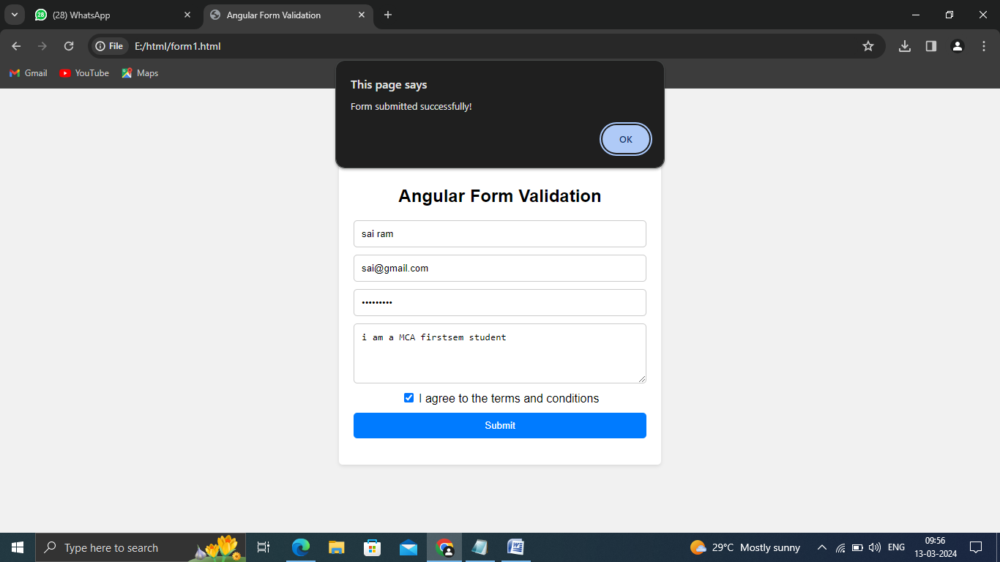 28
(28) WhatsApp
Angular Form Validation
File
E:/html/form1.html
Gmail
YouTube
Maps
This page says
Form submitted successfully!
OK
Angular Form Validation
sai ram
sai@gmail.com
•••••••••
i am a MCA firstsem student
I agree to the terms and conditions
Submit
Type here to search
29°C Mostly sunny
ENG
09:56
13-03-2024